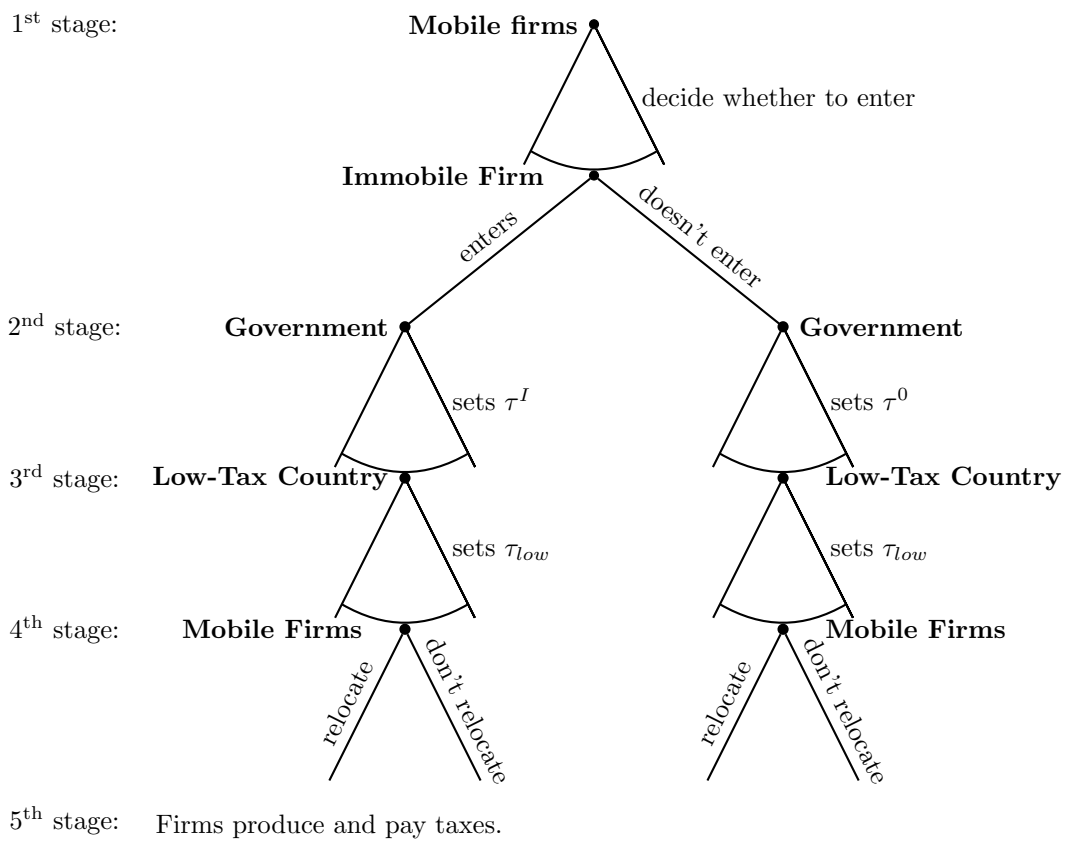 1st stage:
Mobile firms
decide whether to enter
Immobile Firm
enters
doesn't enter
2nd stage:
Government
Government
sets τ^I
sets τ^0
3rd stage:
Low-Tax Country
Low-Tax Country
sets τ_low
sets τ_low
4th stage:
Mobile Firms
Mobile Firms
relocate
don't relocate
relocate
don't relocate
5th stage:
Firms produce and pay taxes.